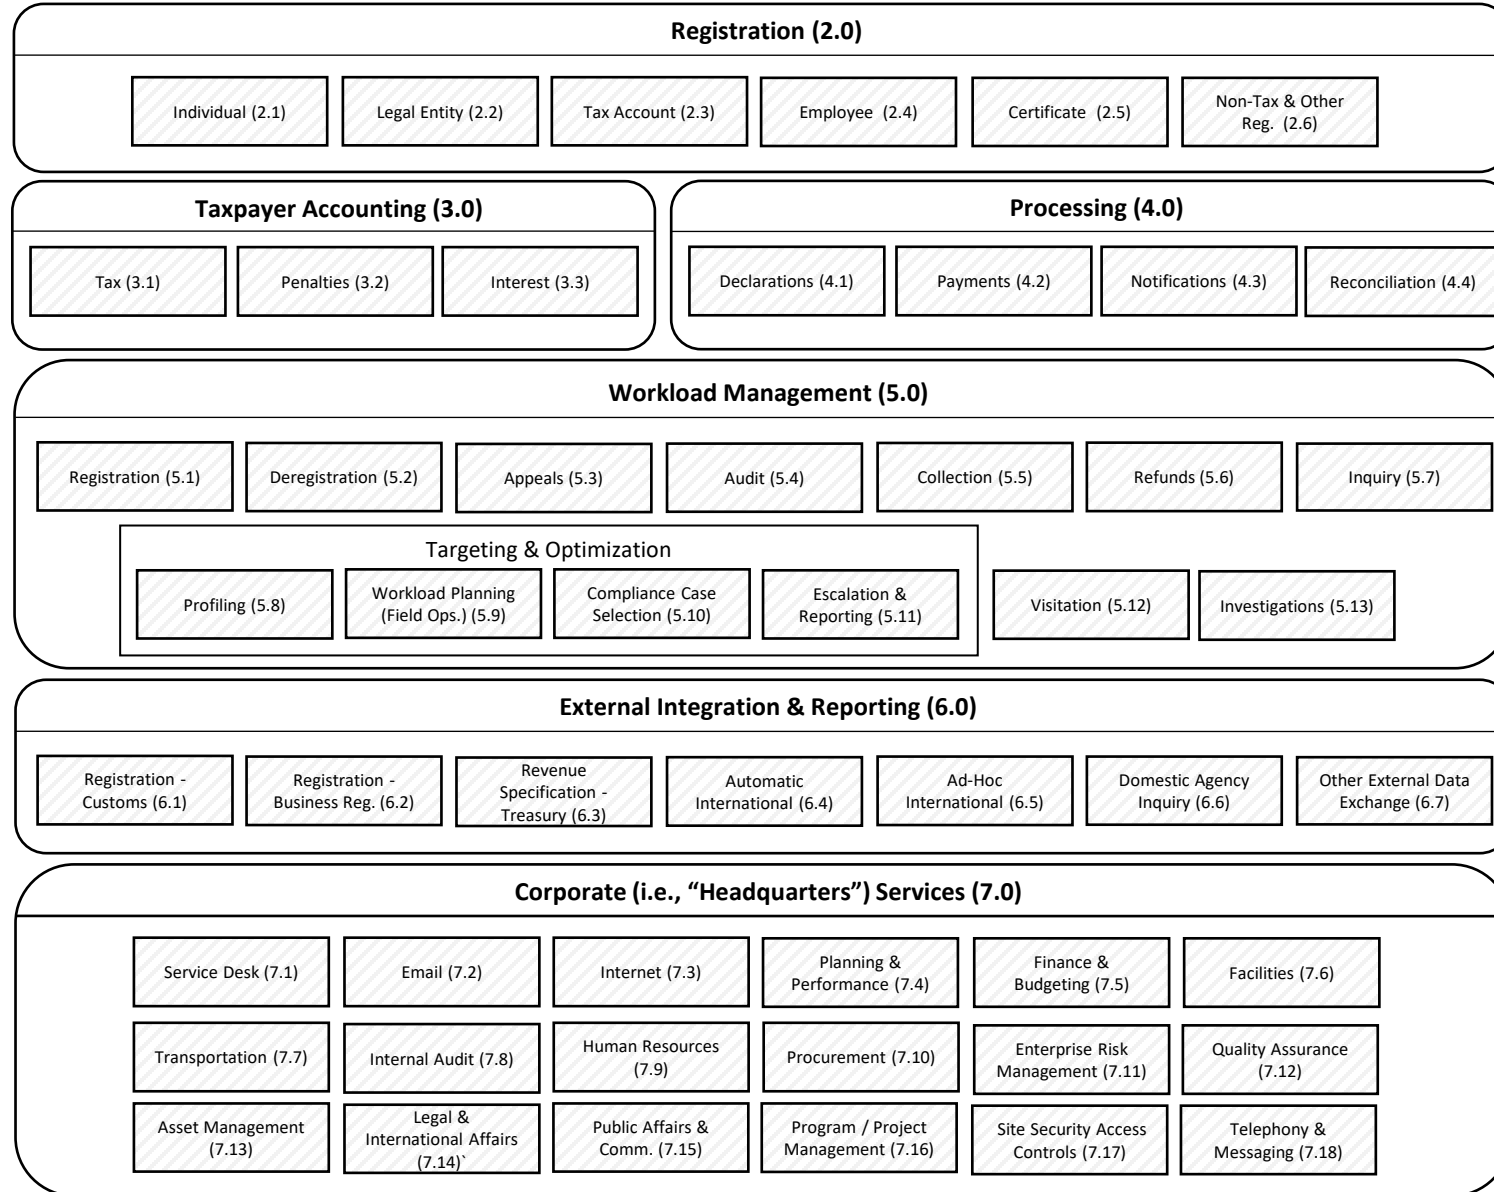 Registration (2.0)
Individual (2.1)
Legal Entity (2.2)
Tax Account (2.3)
Employee  (2.4)
Certificate  (2.5)
Non-Tax & Other
Reg.  (2.6)
Taxpayer Accounting (3.0)
Tax (3.1)
Penalties (3.2)
Interest (3.3)
Processing (4.0)
Declarations (4.1)
Payments (4.2)
Notifications (4.3)
Reconciliation (4.4)
Workload Management (5.0)
Registration (5.1)
Deregistration (5.2)
Appeals (5.3)
Audit (5.4)
Collection (5.5)
Refunds (5.6)
Inquiry (5.7)
Targeting & Optimization
Profiling (5.8)
Workload Planning
(Field Ops.) (5.9)
Compliance Case
Selection (5.10)
Escalation &
Reporting (5.11)
Visitation (5.12)
Investigations (5.13)
External Integration & Reporting (6.0)
Registration -
Customs (6.1)
Registration -
Business Reg. (6.2)
Revenue
Specification -
Treasury (6.3)
Automatic
International (6.4)
Ad-Hoc
International (6.5)
Domestic Agency
Inquiry (6.6)
Other External Data
Exchange (6.7)
Corporate (i.e., “Headquarters”) Services (7.0)
Service Desk (7.1)
Email (7.2)
Internet (7.3)
Planning &
Performance (7.4)
Finance &
Budgeting (7.5)
Facilities (7.6)
Transportation (7.7)
Internal Audit (7.8)
Human Resources
(7.9)
Procurement (7.10)
Enterprise Risk
Management (7.11)
Quality Assurance
(7.12)
Asset Management
(7.13)
Legal &
International Affairs
(7.14)`
Public Affairs &
Comm. (7.15)
Program / Project
Management (7.16)
Site Security Access
Controls (7.17)
Telephony &
Messaging (7.18)